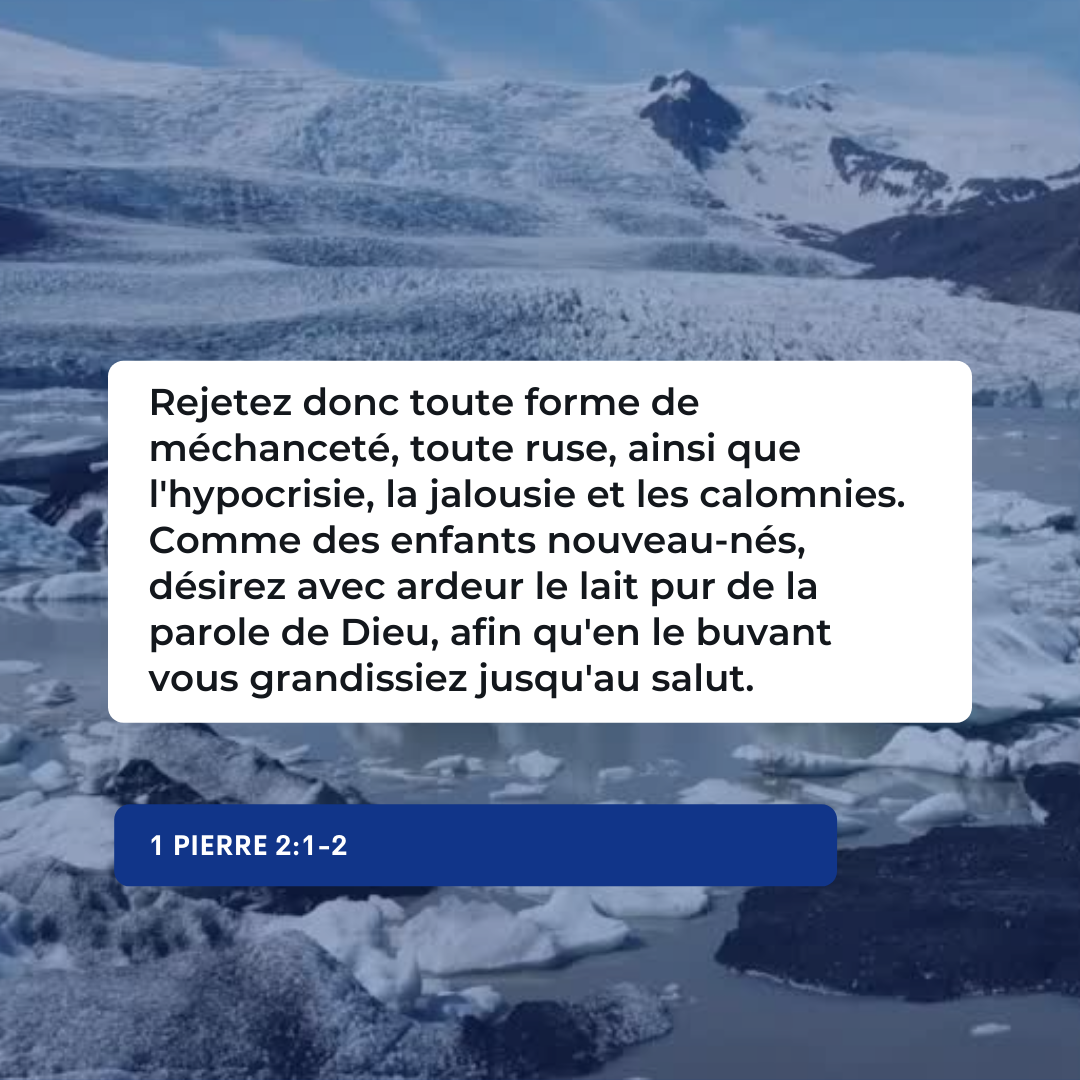 Rejetez donc toute forme de
méchanceté, toute ruse, ainsi que
l'hypocrisie, la jalousie et les calomnies.
Comme des enfants nouveau-nés,
désirez avec ardeur le lait pur de la
parole de Dieu, afin qu'en le buvant
vous grandissiez jusqu'au salut.
1 PIERRE 2:1-2